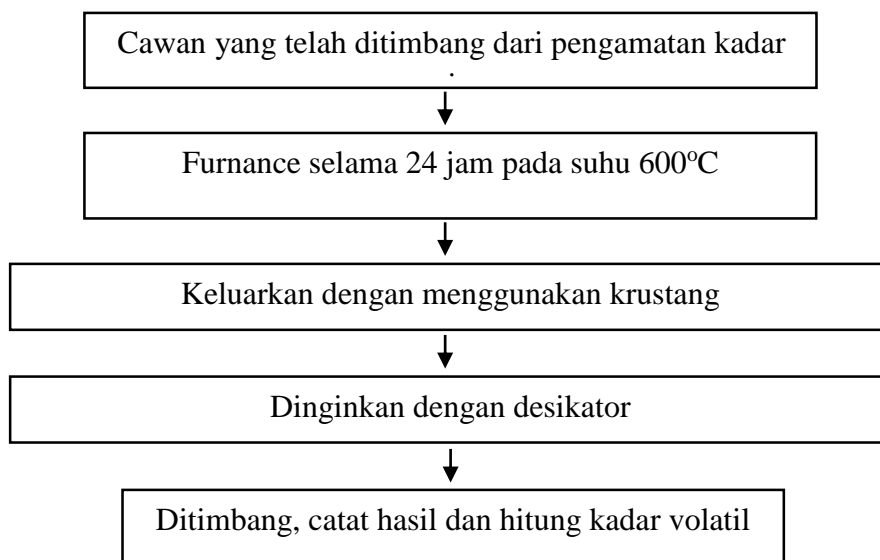 Cawan yang telah ditimbang dari pengamatan kadar
.
Furnance selama 24 jam pada suhu 600°C
Keluarkan dengan menggunakan krustang
Dinginkan dengan desikator
Ditimbang, catat hasil dan hitung kadar volatil